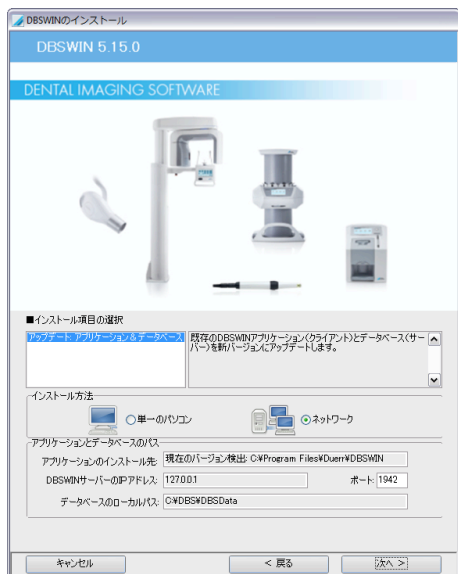 DBSWINのインストール
DBSWIN 5.15.0
DENTAL IMAGING SOFTWARE
■インストール項目の選択
アップデート: アプリケーション & データベース
既存のDBSWINアプリケーション(クライアント)とデータベース(サー
バー)を新バージョンにアップデートします。
インストール方法
単一のパソコン
ネットワーク
アプリケーションとデータベースのパス
アプリケーションのインストール先: 現在のバージョン検出: C:¥Program Files¥Duerr¥DBSWIN
DBSWINサーバーのIPアドレス: 127.0.0.1 ポート: 1942
データベースのローカルパス: C:¥DBS¥DBSData
キャンセル < 戻る 次へ >